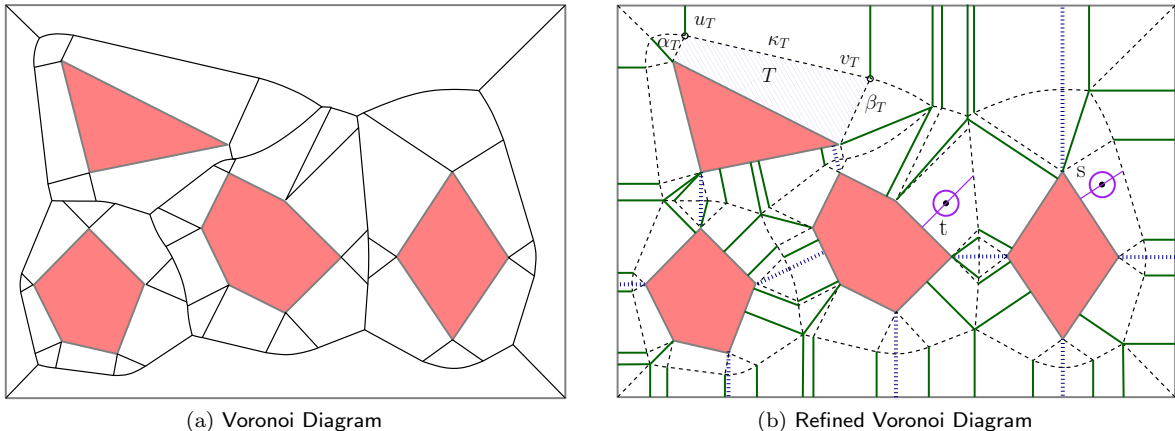 u_T
α_T
κ_T
v_T
T
β_T
s
t
(a) Voronoi Diagram
(b) Refined Voronoi Diagram